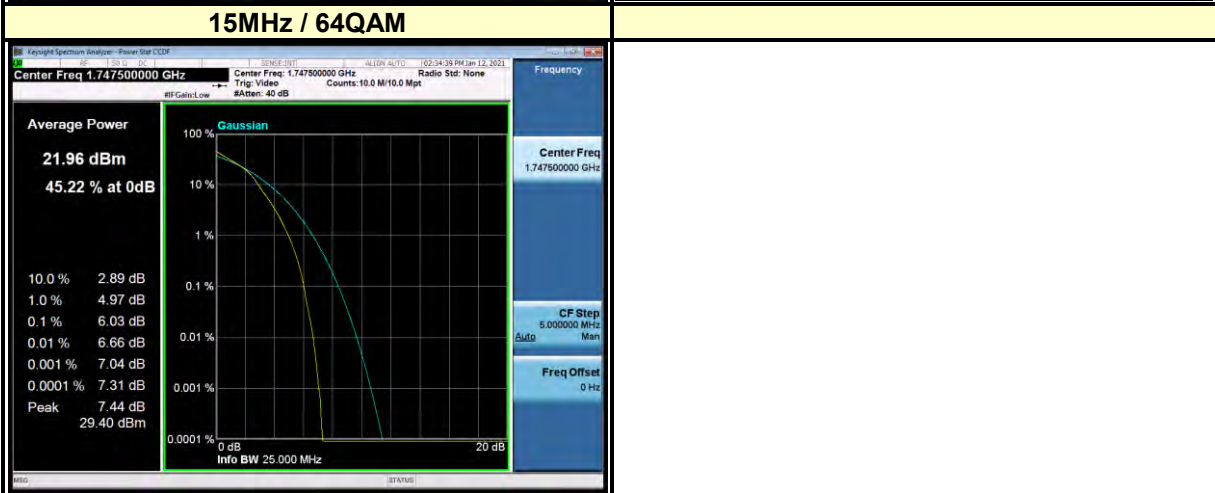 15MHz / 64QAM
Keysight Spectrum Analyzer - Power Stat CCDF
RF 50 Ω DC SENSE:INT ALIGN AUTO 02:34:39 PM Jan 12, 2021
Center Freq 1.747500000 GHz
Center Freq: 1.747500000 GHz Radio Std: None
Trig: Video Counts:10.0 M/10.0 Mpt
#IFGain:Low #Atten: 40 dB
Frequency
Average Power
21.96 dBm
45.22 % at 0dB
10.0 % 2.89 dB
1.0 % 4.97 dB
0.1 % 6.03 dB
0.01 % 6.66 dB
0.001 % 7.04 dB
0.0001 % 7.31 dB
Peak 7.44 dB
29.40 dBm
Gaussian
100 %
10 %
1 %
0.1 %
0.01 %
0.001 %
0.0001 %
0 dB 20 dB
Info BW 25.000 MHz
Center Freq
1.747500000 GHz
CF Step
5.000000 MHz
Auto Man
Freq Offset
0 Hz
MSG STATUS